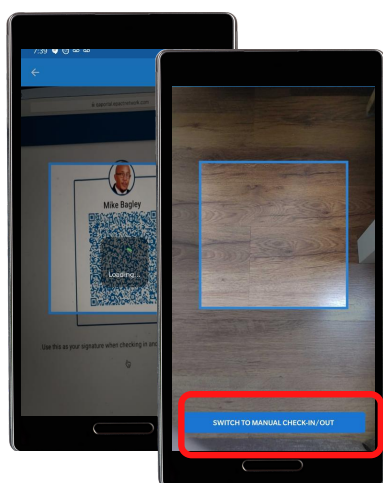 7:39
Mike Bagley
Loading...
Use this as your signature when checking in an
SWITCH TO MANUAL CHECK-IN/OUT